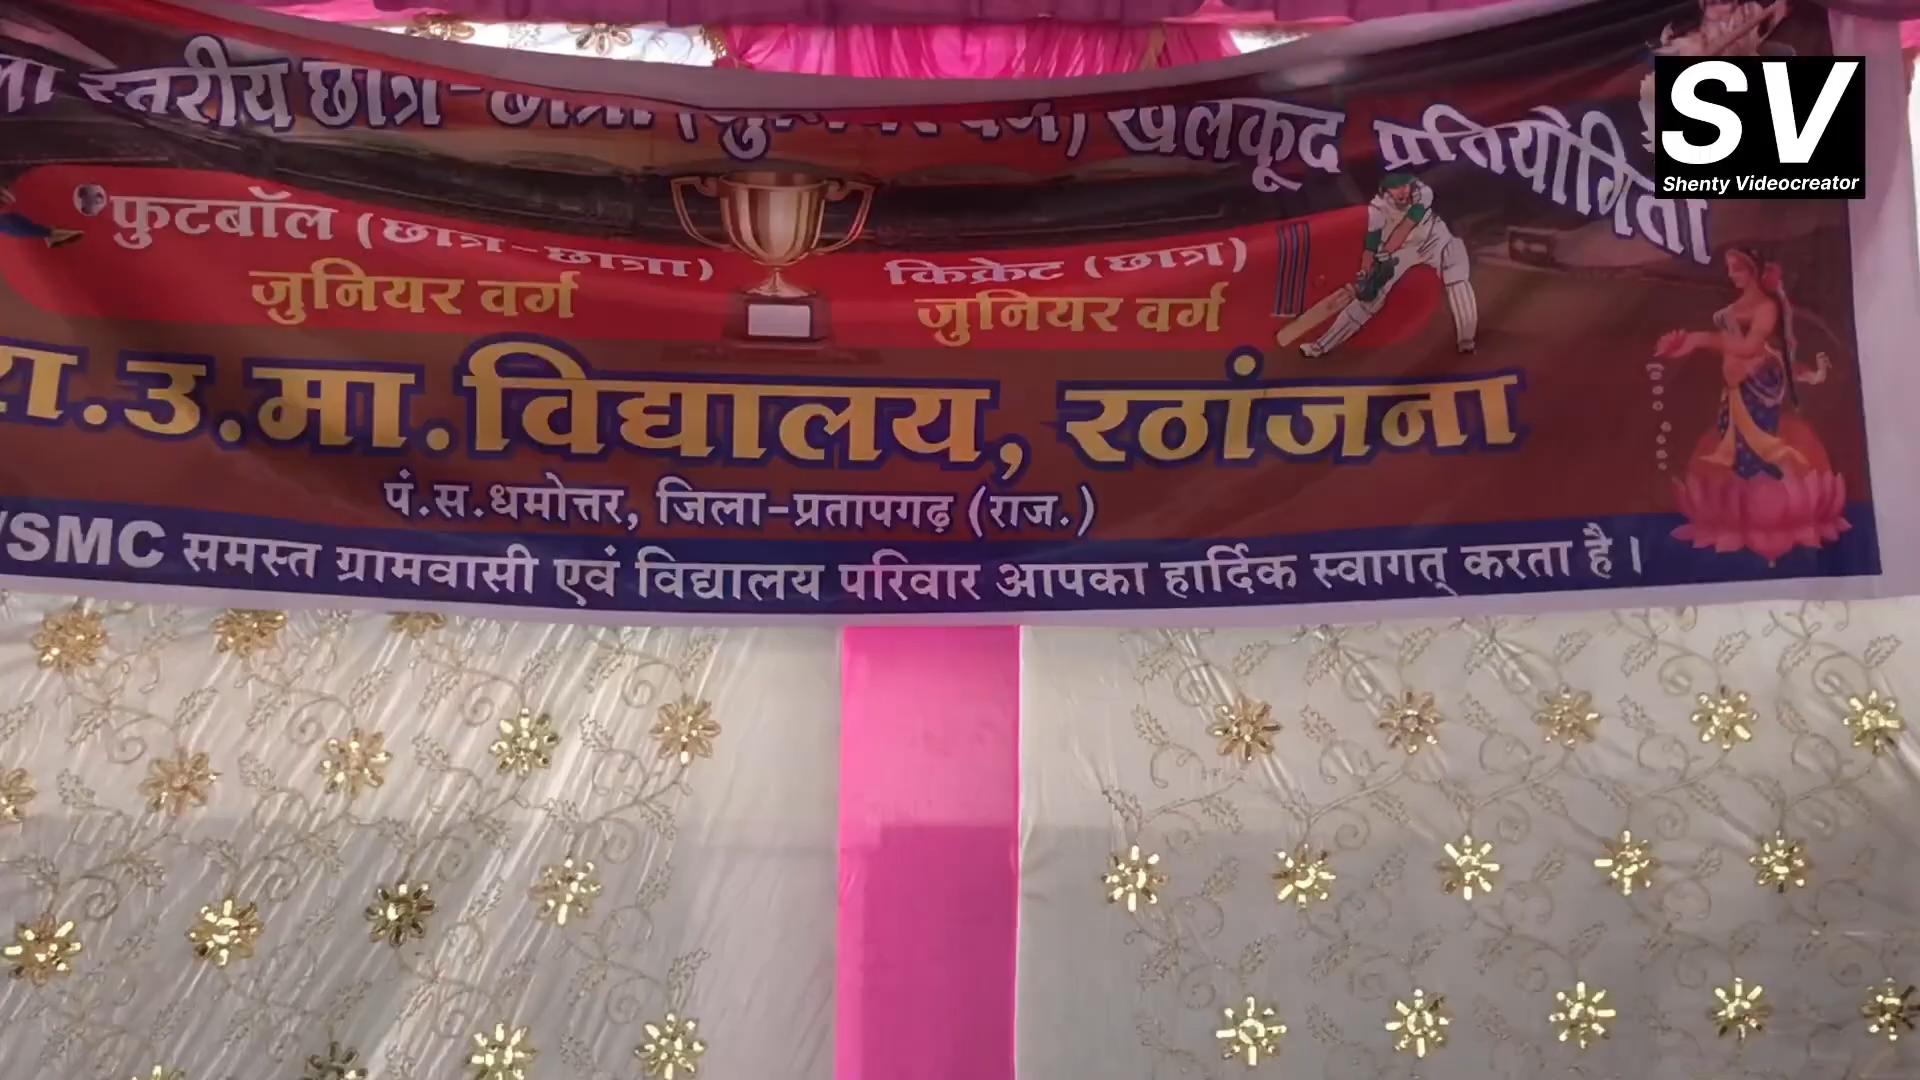 स्तरीय छात्र-छात्रा खेलकूद प्रतियोगिता
SV
Shenty Videocreator
फुटबॉल (छात्र-छात्रा)
जुनियर वर्ग
किक्रेट (छात्र)
जुनियर वर्ग
रा.उ.मा.विद्यालय, रठांजना
पं.स.धमोत्तर, जिला-प्रतापगढ़ (राज.)
/SMC समस्त ग्रामवासी एवं विद्यालय परिवार आपका हार्दिक स्वागत् करता है।